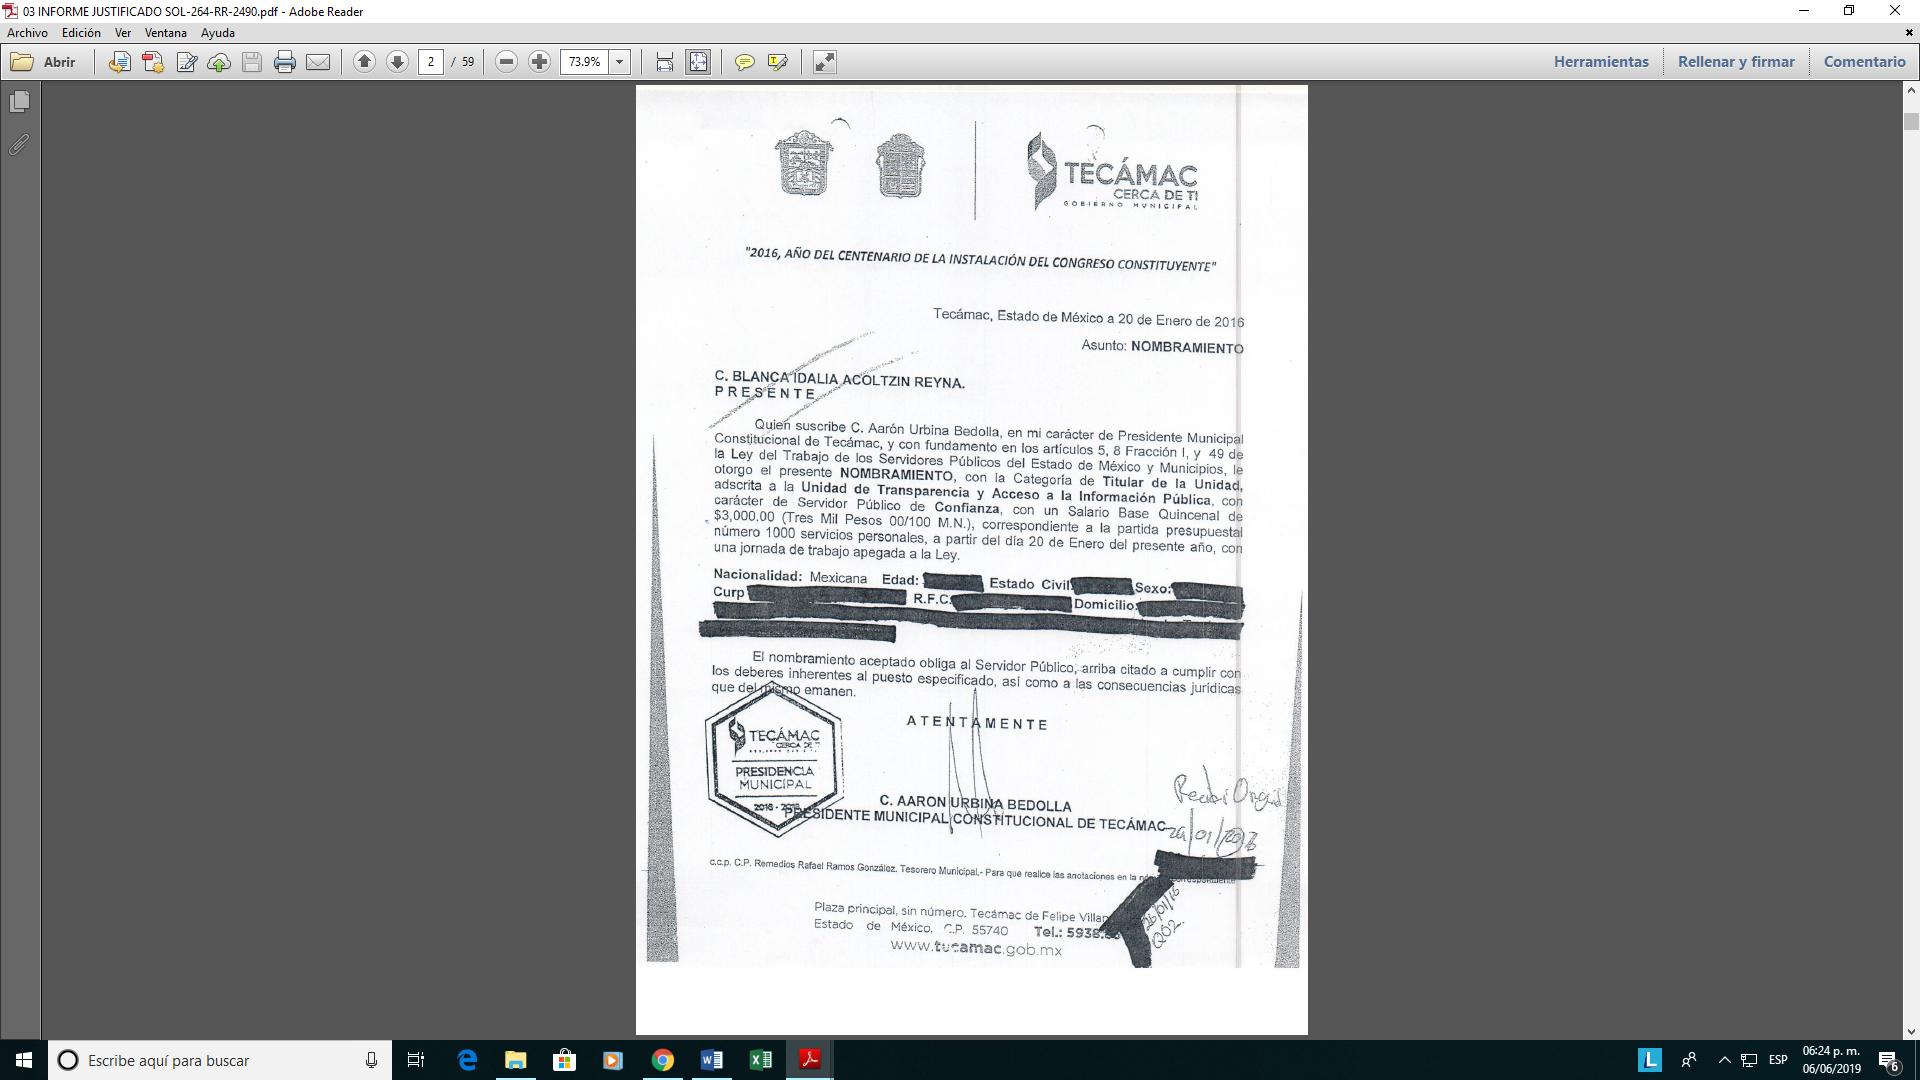 03 INFORME JUSTIFICADO SOL-264-RR-2490.pdf - Adobe Reader
Archivo Edición Ver Ventana Ayuda
Abrir 2 / 59 73.9% Herramientas Rellenar y firmar Comentario
TECÁMAC
CERCA DE TI
GOBIERNO MUNICIPAL
"2016, AÑO DEL CENTENARIO DE LA INSTALACIÓN DEL CONGRESO CONSTITUYENTE"
Tecámac, Estado de México a 20 de Enero de 2016
Asunto: NOMBRAMIENTO
C. BLANCA IDALIA ACOLTZIN REYNA.
P R E S E N T E
Quien suscribe C. Aarón Urbina Bedolla, en mi carácter de Presidente Municipal
Constitucional de Tecámac, y con fundamento en los artículos 5, 8 Fracción I, y 49 de
la Ley del Trabajo de los Servidores Públicos del Estado de México y Municipios, le
otorgo el presente NOMBRAMIENTO, con la Categoría de Titular de la Unidad,
adscrita a la Unidad de Transparencia y Acceso a la Información Pública, con
carácter de Servidor Público de Confianza, con un Salario Base Quincenal de
$3,000.00 (Tres Mil Pesos 00/100 M.N.), correspondiente a la partida presupuestal
número 1000 servicios personales, a partir del día 20 de Enero del presente año, con
una jornada de trabajo apegada a la Ley.
Nacionalidad: Mexicana Edad: Estado Civil: Sexo:
Curp R.F.C. Domicilio:
El nombramiento aceptado obliga al Servidor Público, arriba citado a cumplir con
los deberes inherentes al puesto especificado, así como a las consecuencias jurídicas
que del mismo emanen.
A T E N T A M E N T E
TECÁMAC
CERCA DE TI
PRESIDENCIA
MUNICIPAL
2016 - 2018
Recibi
C. AARON URBINA BEDOLLA
PRESIDENTE MUNICIPAL CONSTITUCIONAL DE TECÁMAC
c.c.p. C.P. Remedios Rafael Ramos González. Tesorero Municipal.- Para que realice las anotaciones en la correspondiente
26/01/16
Plaza principal, sin número. Tecámac de Felipe
Estado de México, C.P. 55740 Tel.: 5938
www.tecamac.gob.mx
Escribe aquí para buscar
ESP
06:24 p. m.
06/06/2019
6